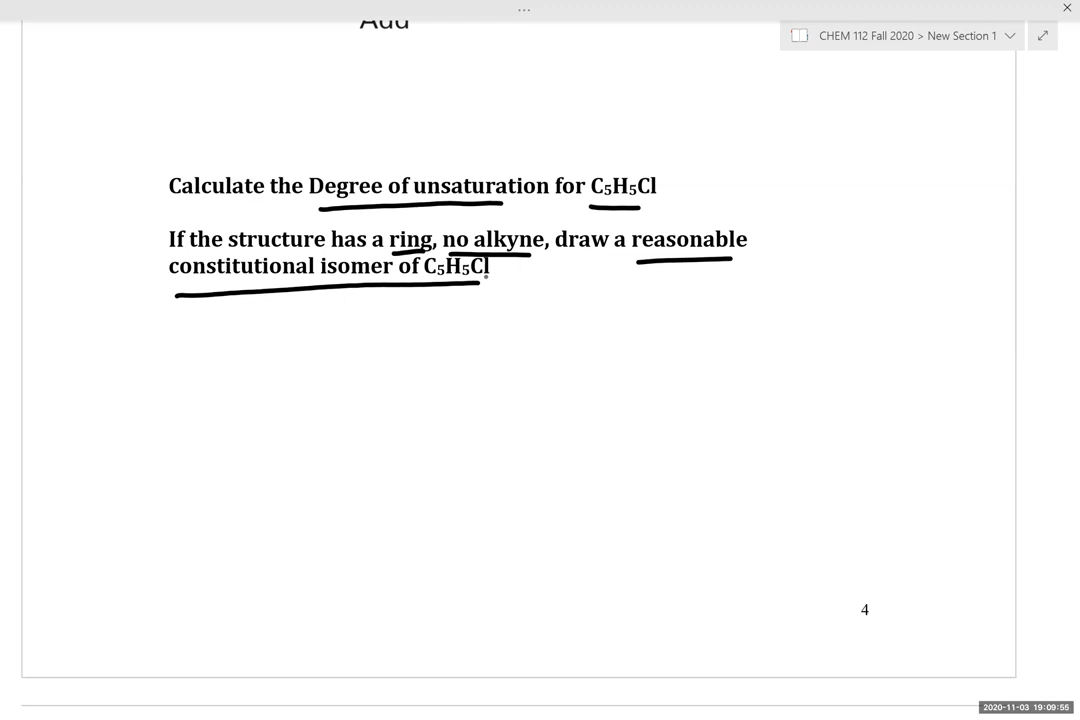 ...
Add
CHEM 112 Fall 2020 > New Section 1
Calculate the Degree of unsaturation for C₅H₅Cl
If the structure has a ring, no alkyne, draw a reasonable
constitutional isomer of C₅H₅Cl
4
2020-11-03 19:09:55